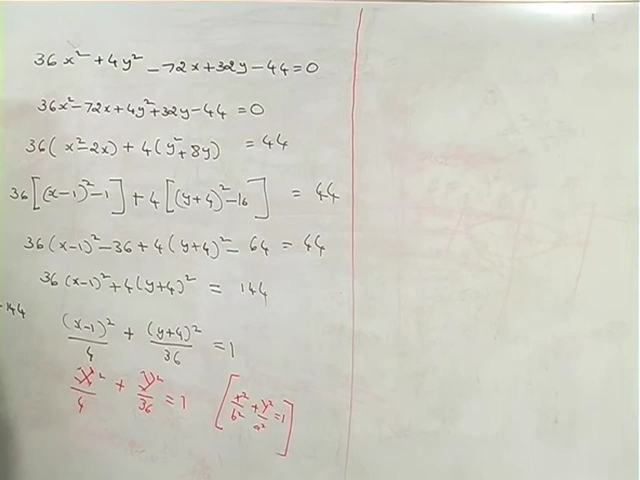 36x² + 4y² – 72x + 32y – 44 = 0
36x² – 72x + 4y² + 32y – 44 = 0
36(x² – 2x) + 4(y² + 8y) = 44
36[(x–1)² – 1] + 4[(y+4)² – 16] = 44
36(x–1)² – 36 + 4(y+4)² – 64 = 44
36(x–1)² + 4(y+4)² = 144
÷144
(x–1)²/4 + (y+4)²/36 = 1
X²/4 + Y²/36 = 1 [x²/b² + y²/a² = 1]